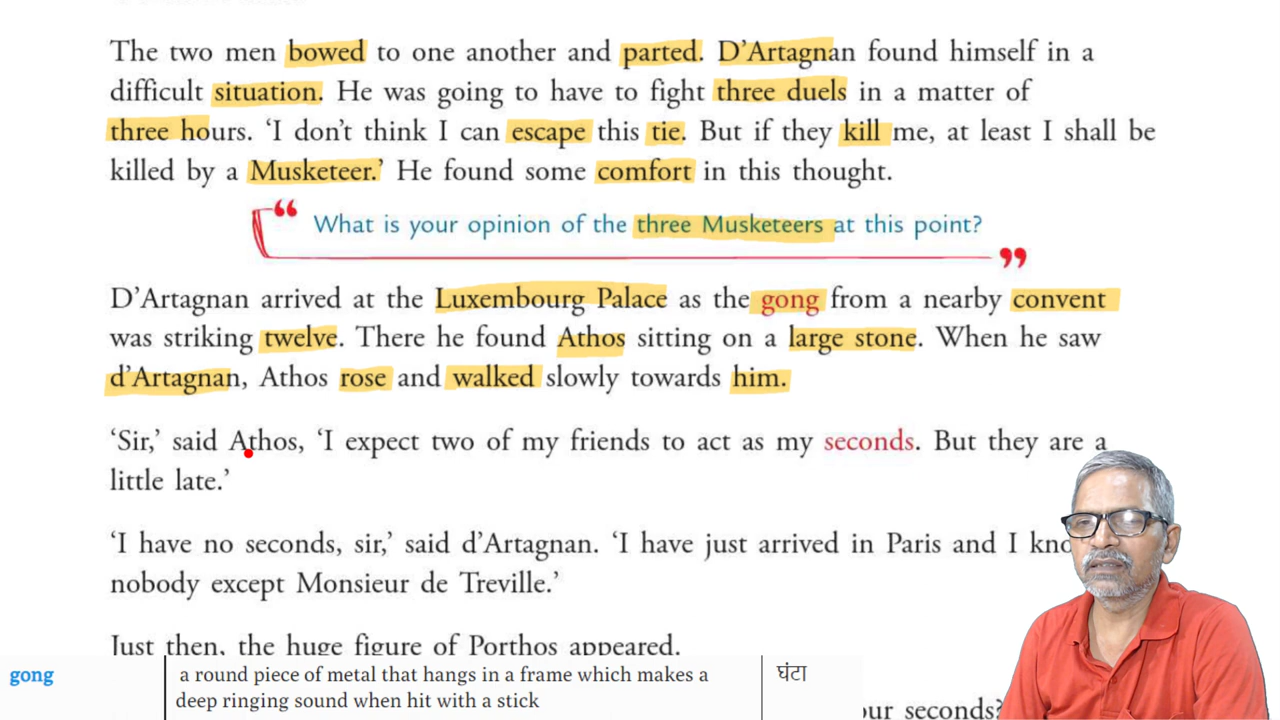 The two men bowed to one another and parted. D’Artagnan found himself in a
difficult situation. He was going to have to fight three duels in a matter of
three hours. ‘I don’t think I can escape this tie. But if they kill me, at least I shall be
killed by a Musketeer.’ He found some comfort in this thought.
“ What is your opinion of the three Musketeers at this point? ”
D’Artagnan arrived at the Luxembourg Palace as the gong from a nearby convent
was striking twelve. There he found Athos sitting on a large stone. When he saw
d’Artagnan, Athos rose and walked slowly towards him.
‘Sir,’ said Athos, ‘I expect two of my friends to act as my seconds. But they are a
little late.’
‘I have no seconds, sir,’ said d’Artagnan. ‘I have just arrived in Paris and I kno
nobody except Monsieur de Treville.’
Just then, the huge figure of Porthos appeared.
our seconds?
gong
a round piece of metal that hangs in a frame which makes a
deep ringing sound when hit with a stick
घंटा